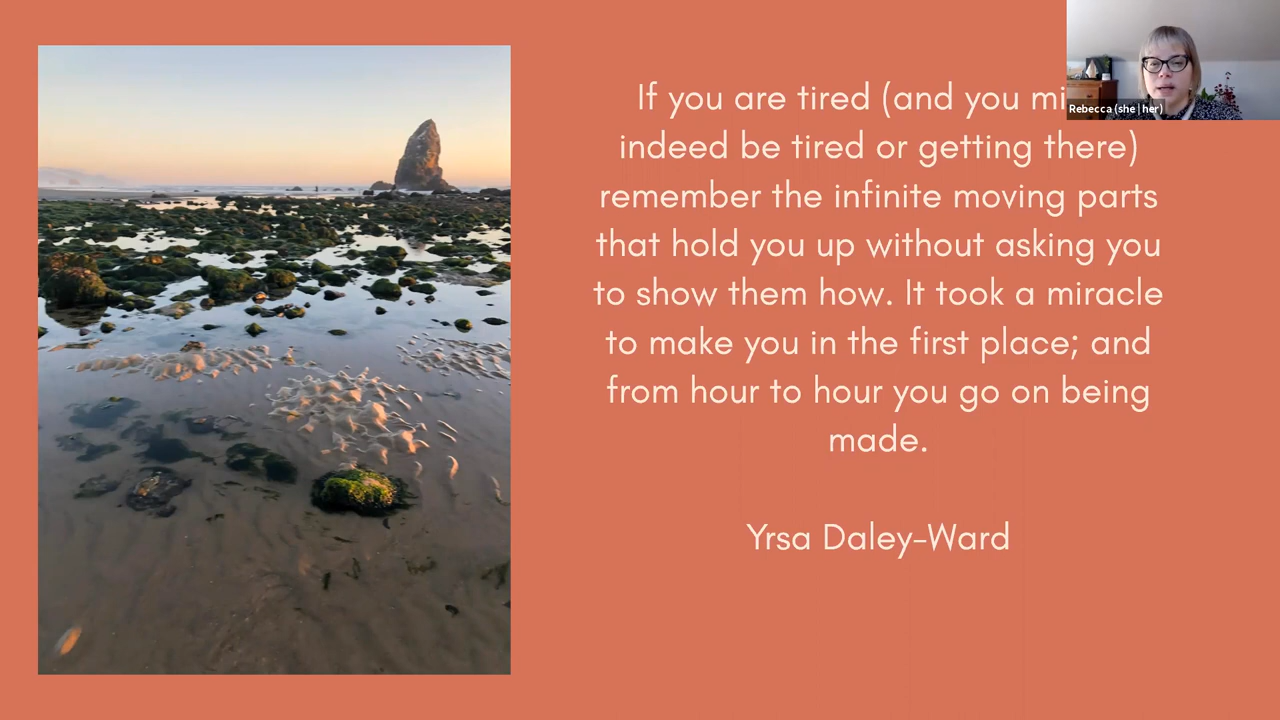 If you are tired (and you
indeed be tired or getting there)
remember the infinite moving parts
that hold you up without asking you
to show them how. It took a miracle
to make you in the first place; and
from hour to hour you go on being
made.
Yrsa Daley-Ward
Rebecca (she | her)